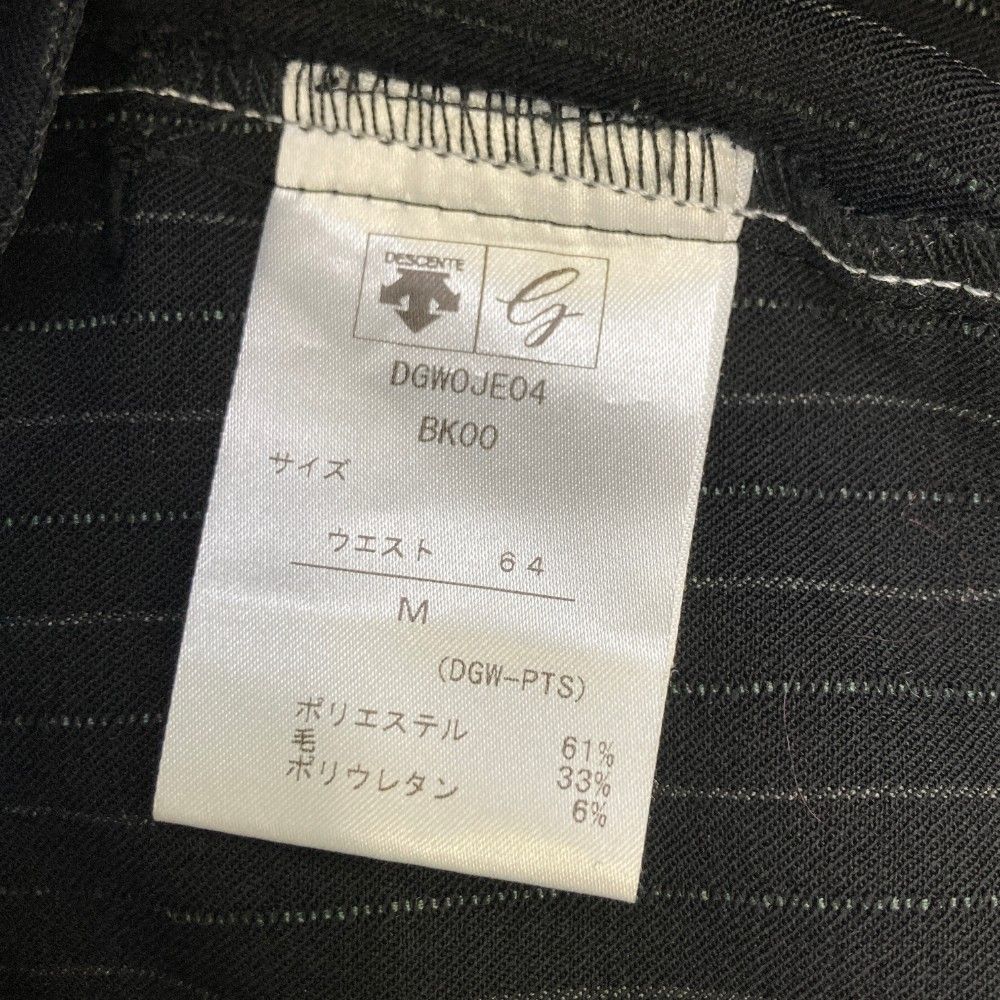 DESCENTE
G
DGW0JE04
BK00
サイズ
ウエスト 64
M
(DGW-PTS)
ポリエステル 61%
毛 33%
ポリウレタン 6%